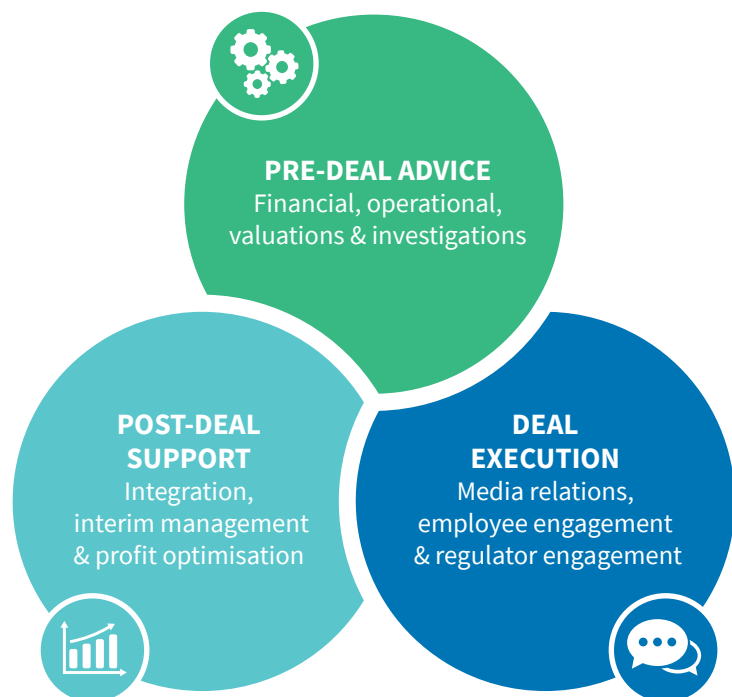 PRE-DEAL ADVICE
Financial, operational,
valuations & investigations
POST-DEAL
SUPPORT
Integration,
interim management
& profit optimisation
DEAL
EXECUTION
Media relations,
employee engagement
& regulator engagement